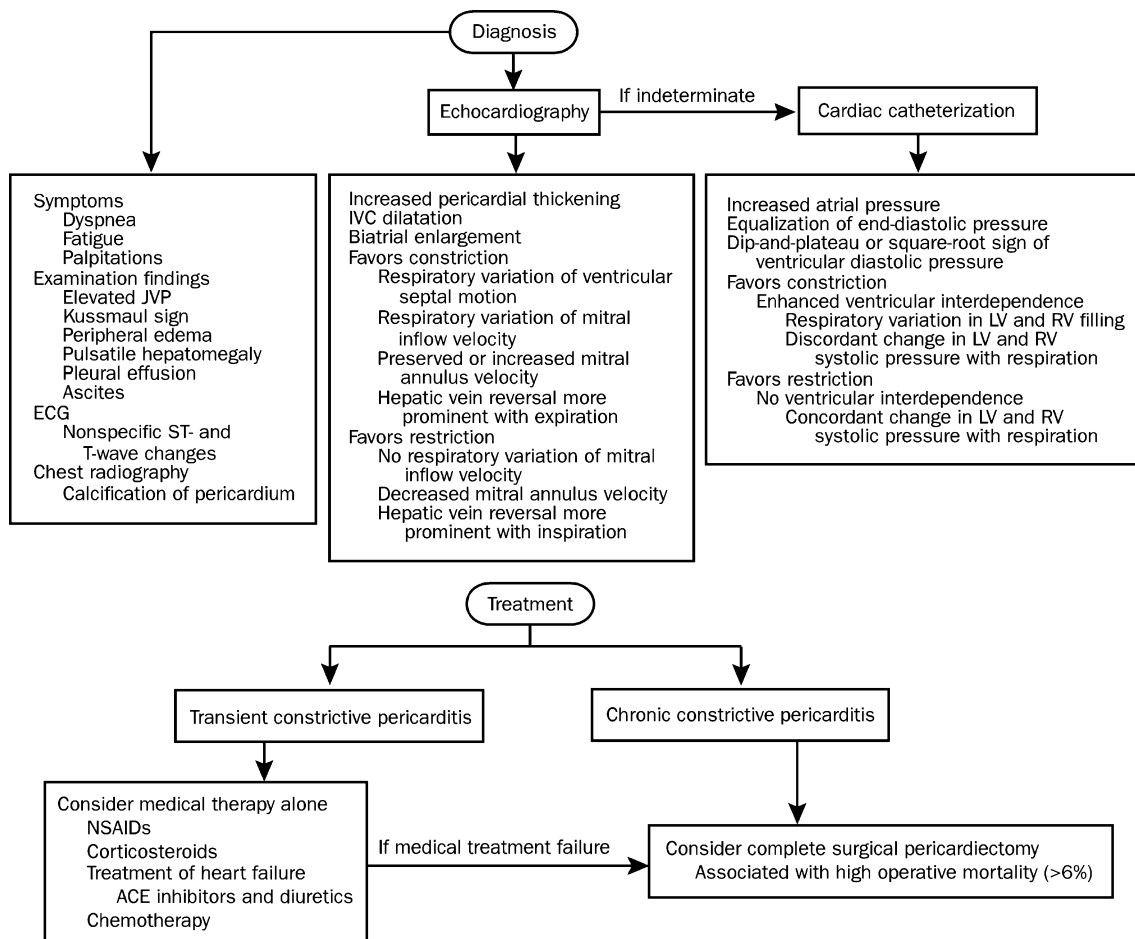 Diagnosis
Echocardiography
If indeterminate
Cardiac catheterization
Symptoms
Dyspnea
Fatigue
Palpitations
Examination findings
Elevated JVP
Kussmaul sign
Peripheral edema
Pulsatile hepatomegaly
Pleural effusion
Ascites
ECG
Nonspecific ST- and
T-wave changes
Chest radiography
Calcification of pericardium
Increased pericardial thickening
IVC dilatation
Biatrial enlargement
Favors constriction
Respiratory variation of ventricular
septal motion
Respiratory variation of mitral
inflow velocity
Preserved or increased mitral
annulus velocity
Hepatic vein reversal more
prominent with expiration
Favors restriction
No respiratory variation of mitral
inflow velocity
Decreased mitral annulus velocity
Hepatic vein reversal more
prominent with inspiration
Increased atrial pressure
Equalization of end-diastolic pressure
Dip-and-plateau or square-root sign of
ventricular diastolic pressure
Favors constriction
Enhanced ventricular interdependence
Respiratory variation in LV and RV filling
Discordant change in LV and RV
systolic pressure with respiration
Favors restriction
No ventricular interdependence
Concordant change in LV and RV
systolic pressure with respiration
Treatment
Transient constrictive pericarditis
Chronic constrictive pericarditis
Consider medical therapy alone
NSAIDs
Corticosteroids
Treatment of heart failure
ACE inhibitors and diuretics
Chemotherapy
If medical treatment failure
Consider complete surgical pericardiectomy
Associated with high operative mortality (>6%)